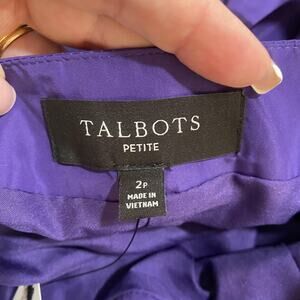 TALBOTS
PETITE
2P
MADE IN
VIETNAM